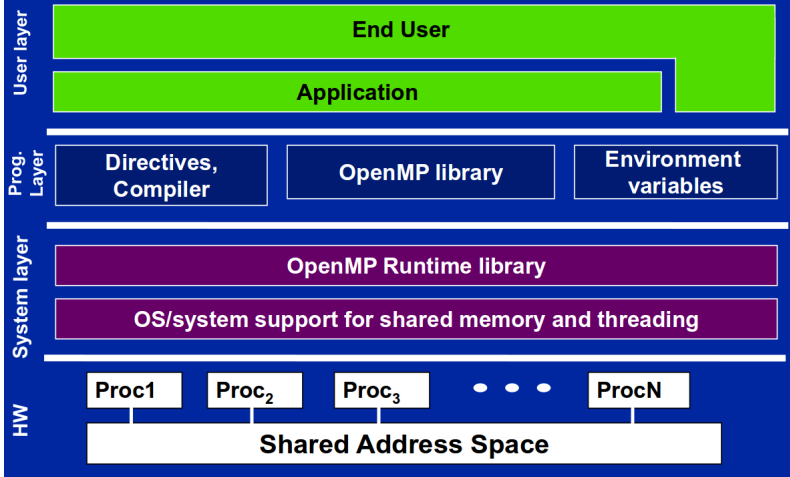 User layer
End User
Application
Prog.
Layer
Directives,
Compiler
OpenMP library
Environment
variables
System layer
OpenMP Runtime library
OS/system support for shared memory and threading
HW
Proc1
Proc2
Proc3
ProcN
Shared Address Space